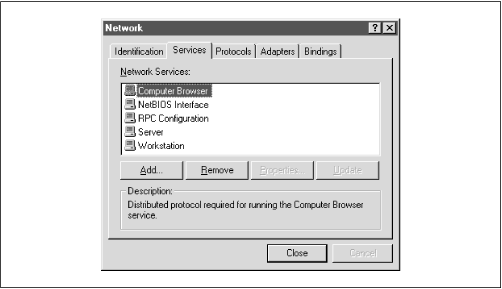 Network
Identification Services Protocols Adapters Bindings
Network Services:
Computer Browser
NetBIOS Interface
RPC Configuration
Server
Workstation
Add... Remove Properties Update
Description:
Distributed protocol required for running the Computer Browser
service.
Close Cancel